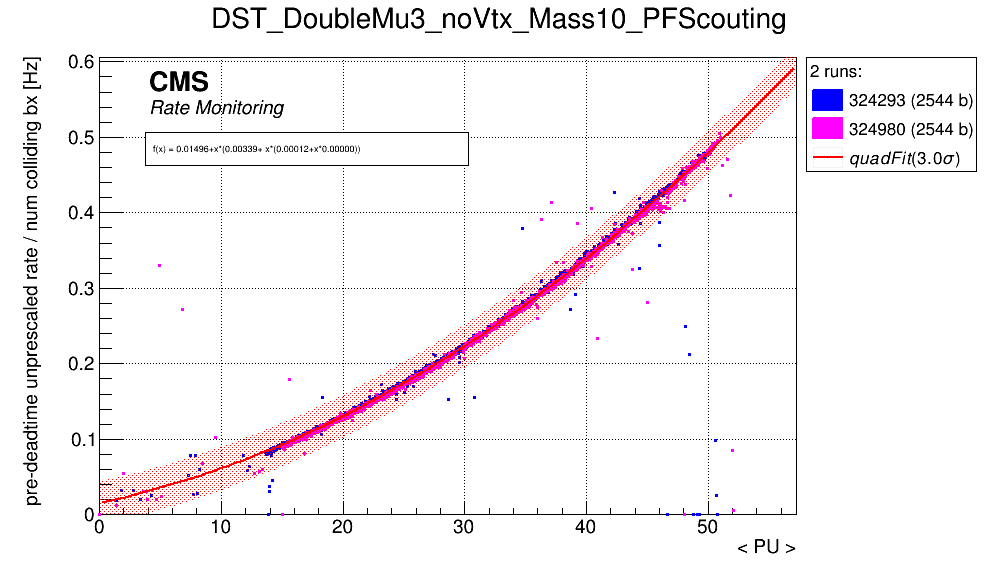 DST_DoubleMu3_noVtx_Mass10_PFScouting
pre-deadtime unprescaled rate / num colliding bx [Hz]
0.6
0.5
0.4
0.3
0.2
0.1
0
CMS
Rate Monitoring
f(x) = 0.01496+x*(0.00339+ x*(0.00012+x*0.00000))
2 runs:
324293 (2544 b)
324980 (2544 b)
quadFit(3.0σ)
0 10 20 30 40 50
< PU >